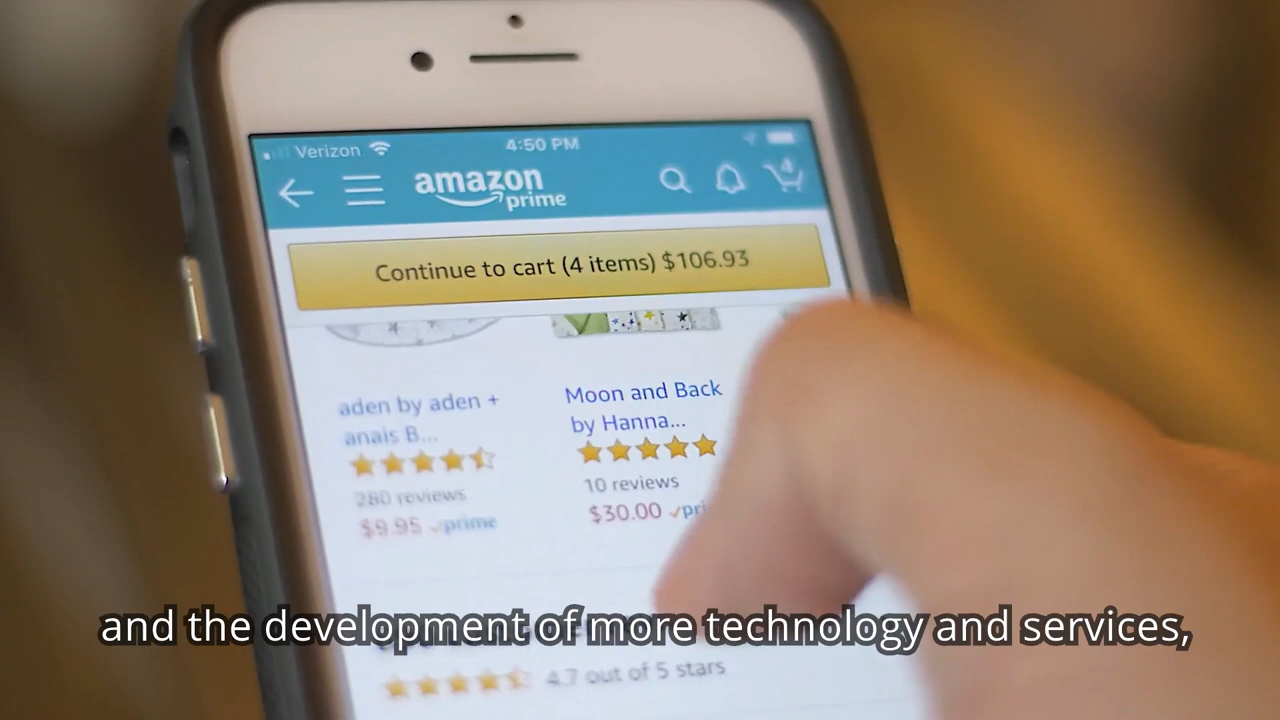 Verizon 4:50 PM
amazon
prime
4
Continue to cart (4 items) $106.93
aden by aden +
anais B...
280 reviews
$9.95 prime
Moon and Back
by Hanna...
10 reviews
$30.00 pri
and the development of more technology and services,
4.7 out of 5 stars